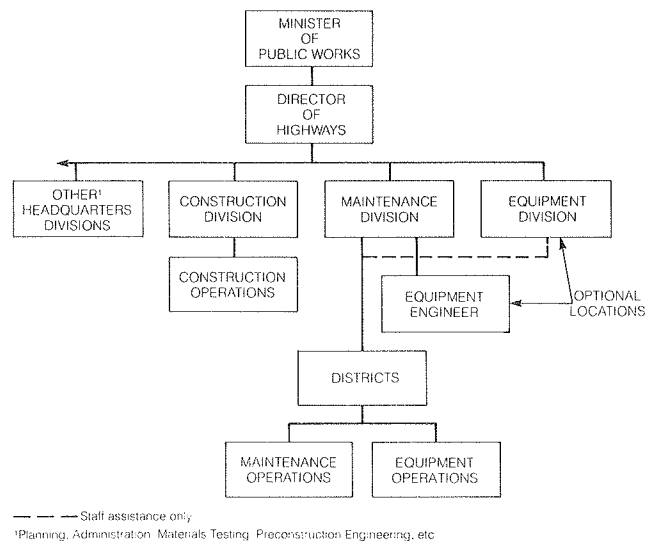 MINISTER
OF
PUBLIC WORKS
DIRECTOR
OF
HIGHWAYS
OTHER¹
HEADQUARTERS
DIVISIONS
CONSTRUCTION
DIVISION
MAINTENANCE
DIVISION
EQUIPMENT
DIVISION
CONSTRUCTION
OPERATIONS
EQUIPMENT
ENGINEER
OPTIONAL
LOCATIONS
DISTRICTS
MAINTENANCE
OPERATIONS
EQUIPMENT
OPERATIONS
Staff assistance only
¹Planning, Administration Materials Testing Preconstruction Engineering, etc